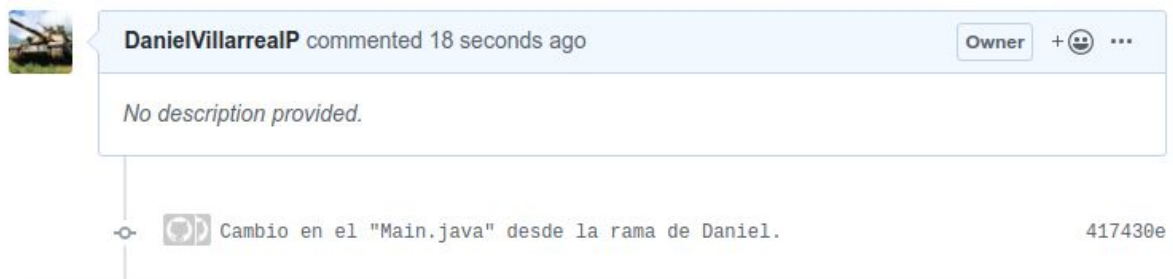 DanielVillarrealP commented 18 seconds ago Owner
No description provided.
Cambio en el "Main.java" desde la rama de Daniel. 417430e